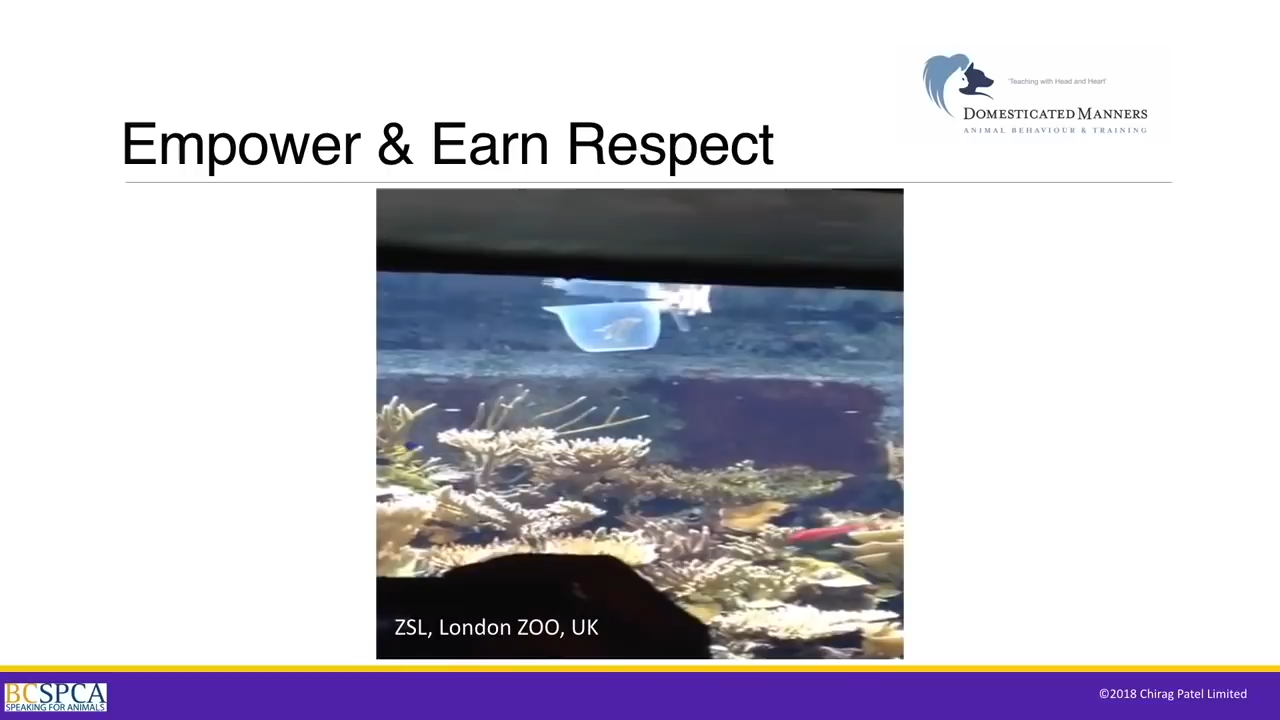 'Teaching with Head and Heart'
DOMESTICATED MANNERS
ANIMAL BEHAVIOUR & TRAINING
Empower & Earn Respect
ZSL, London ZOO, UK
BCSPCA
SPEAKING FOR ANIMALS
©2018 Chirag Patel Limited